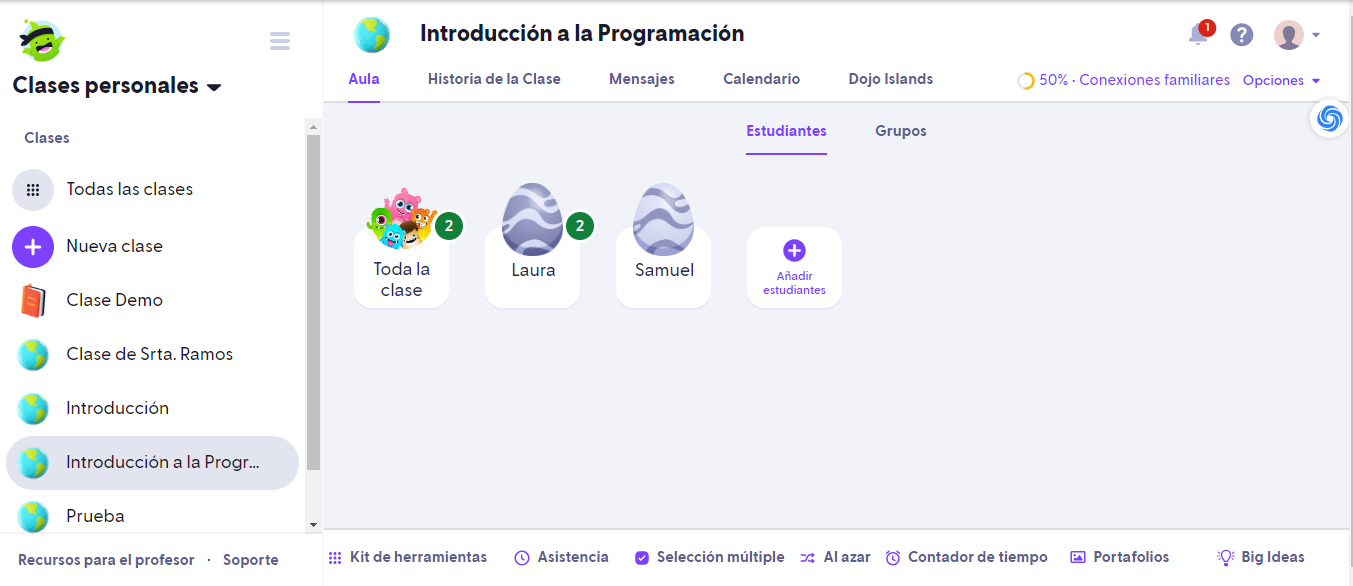 Clases personales
Clases
Todas las clases
Nueva clase
Clase Demo
Clase de Srta. Ramos
Introducción
Introducción a la Progr...
Prueba
Recursos para el profesor · Soporte
Introducción a la Programación
1
?
Aula
Historia de la Clase
Mensajes
Calendario
Dojo Islands
50% · Conexiones familiares
Opciones
Estudiantes
Grupos
2
Toda la
clase
2
Laura
Samuel
Añadir
estudiantes
Kit de herramientas
Asistencia
Selección múltiple
Al azar
Contador de tiempo
Portafolios
Big Ideas